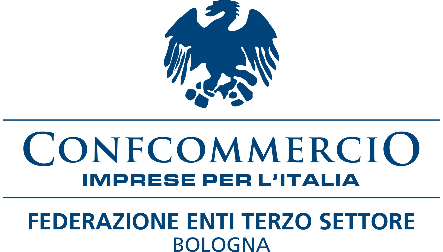 CONFCOMMERCIO
IMPRESE PER L'ITALIA
FEDERAZIONE ENTI TERZO SETTORE
BOLOGNA